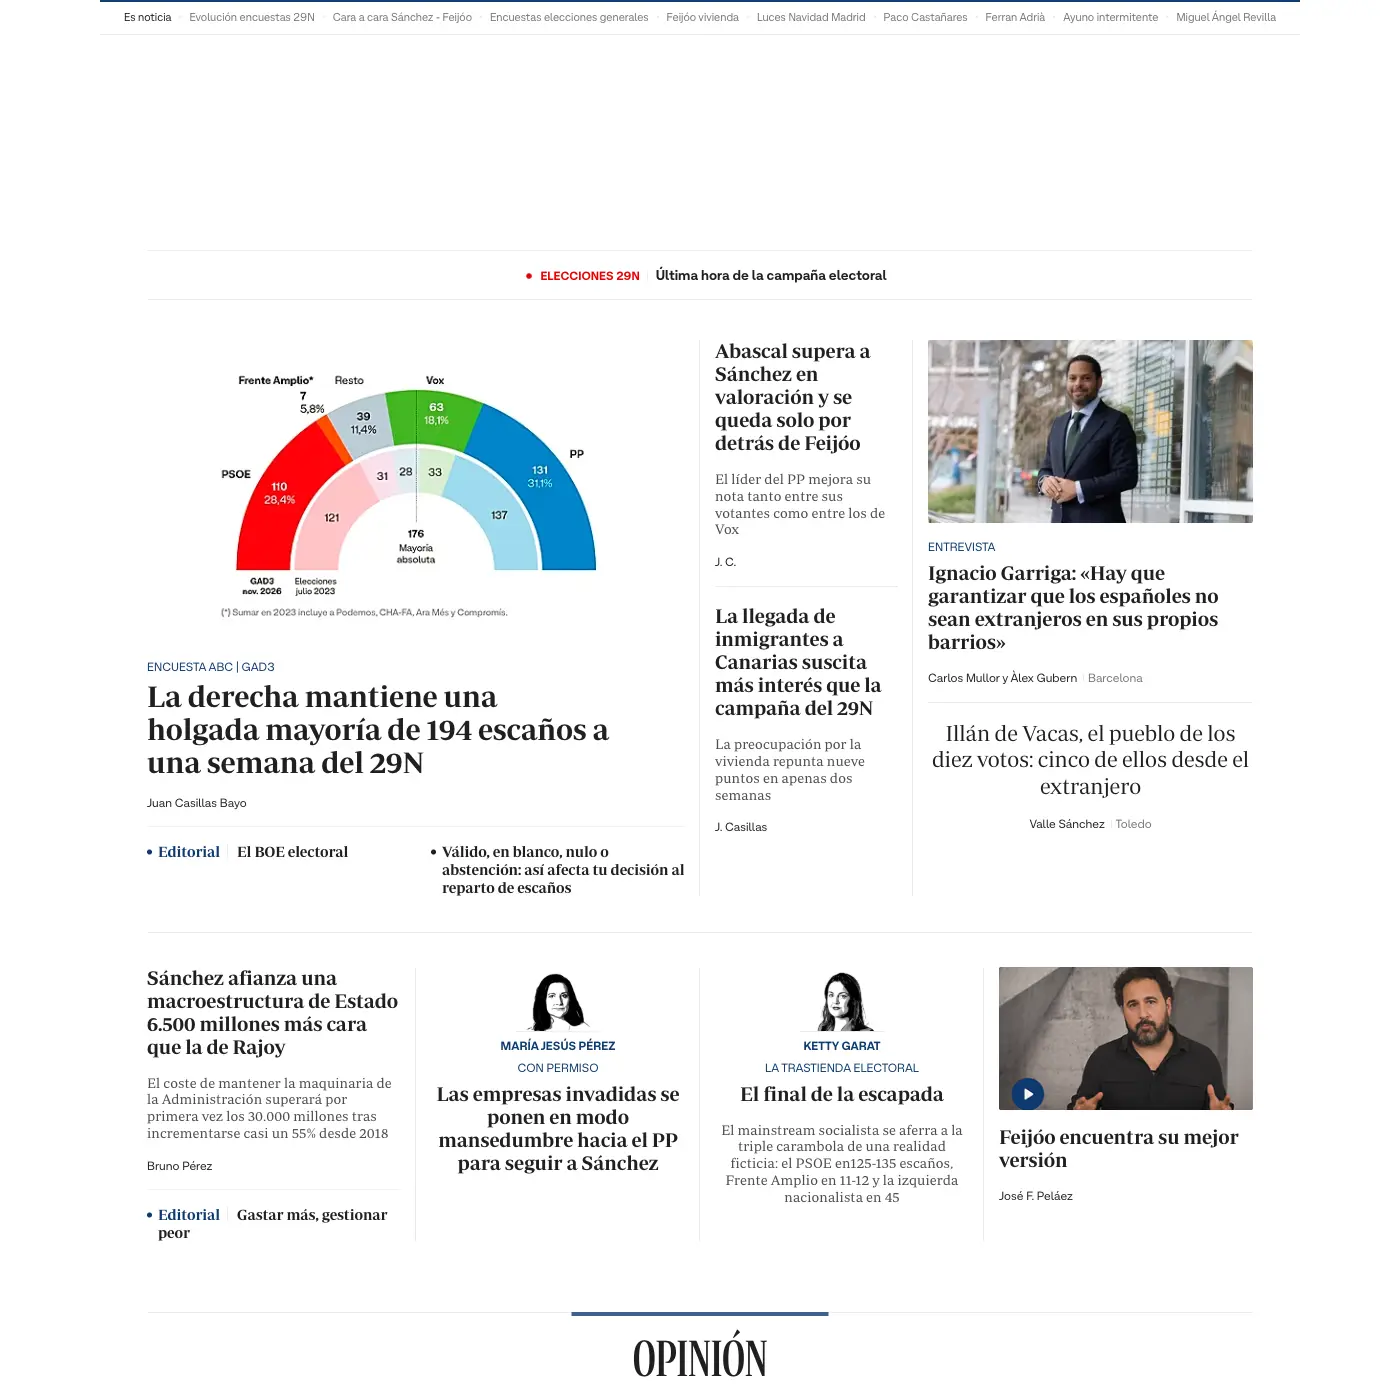 Es noticia Evolución encuestas 29N Cara a cara Sánchez - Feijóo Encuestas elecciones generales Feijóo vivienda Luces Navidad Madrid Paco Castañares Ferran Adrià Ayuno intermitente Miguel Ángel Revilla
• ELECCIONES 29N Última hora de la campaña electoral
Frente Amplio* Resto Vox
7
5,8%
39
11,4%
63
18,1%
PP
PSOE
131
31,1%
110
28,4%
31 28 33
121
137
176
Mayoría
absoluta
GAD3
nov. 2026
Elecciones
julio 2023
(*) Sumar en 2023 incluye a Podemos, CHA-FA, Ara Més y Compromís.
ENCUESTA ABC | GAD3
La derecha mantiene una
holgada mayoría de 194 escaños a
una semana del 29N
Juan Casillas Bayo
• Editorial El BOE electoral
• Válido, en blanco, nulo o
abstención: así afecta tu decisión al
reparto de escaños
Abascal supera a
Sánchez en
valoración y se
queda solo por
detrás de Feijóo
El líder del PP mejora su
nota tanto entre sus
votantes como entre los de
Vox
J. C.
La llegada de
inmigrantes a
Canarias suscita
más interés que la
campaña del 29N
La preocupación por la
vivienda repunta nueve
puntos en apenas dos
semanas
J. Casillas
ENTREVISTA
Ignacio Garriga: «Hay que
garantizar que los españoles no
sean extranjeros en sus propios
barrios»
Carlos Mullor y Àlex Gubern Barcelona
Illán de Vacas, el pueblo de los
diez votos: cinco de ellos desde el
extranjero
Valle Sánchez Toledo
Sánchez afianza una
macroestructura de Estado
6.500 millones más cara
que la de Rajoy
El coste de mantener la maquinaria de
la Administración superará por
primera vez los 30.000 millones tras
incrementarse casi un 55% desde 2018
Bruno Pérez
• Editorial Gastar más, gestionar
peor
MARÍA JESÚS PÉREZ
CON PERMISO
Las empresas invadidas se
ponen en modo
mansedumbre hacia el PP
para seguir a Sánchez
KETTY GARAT
LA TRASTIENDA ELECTORAL
El final de la escapada
El mainstream socialista se aferra a la
triple carambola de una realidad
ficticia: el PSOE en125-135 escaños,
Frente Amplio en 11-12 y la izquierda
nacionalista en 45
Feijóo encuentra su mejor
versión
José F. Peláez
OPINIÓN